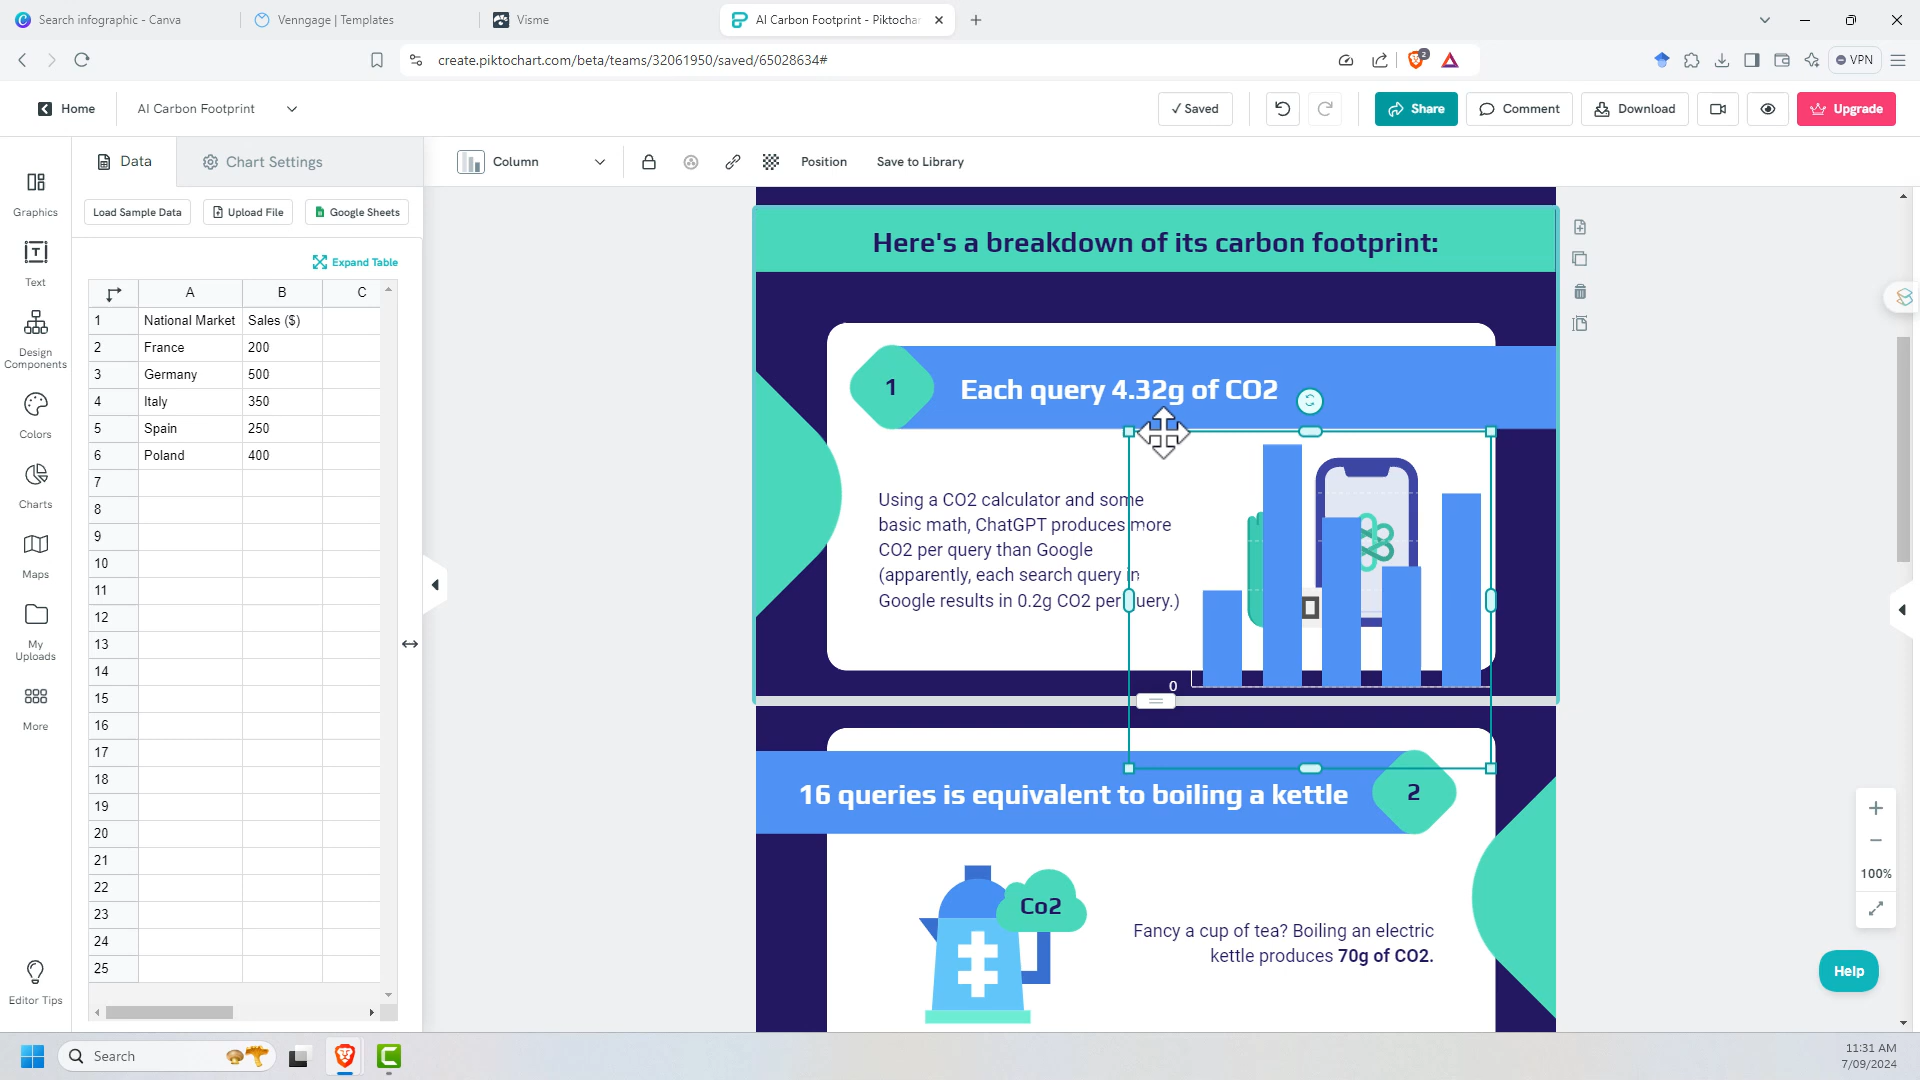 Search infographic - Canva
Venngage | Templates
Visme
AI Carbon Footprint - Piktochar
create.piktochart.com/beta/teams/32061950/saved/65028634#
2
VPN
Home
AI Carbon Footprint
✓ Saved
Share
Comment
Download
Upgrade
Data
Chart Settings
Column
Position
Save to Library
Graphics
Text
Design
Components
Colors
Charts
Maps
My
Uploads
More
Editor Tips
Load Sample Data
Upload File
Google Sheets
Expand Table
A B C
1 National Market Sales ($)
2 France 200
3 Germany 500
4 Italy 350
5 Spain 250
6 Poland 400
7
8
9
10
11
12
13
14
15
16
17
18
19
20
21
22
23
24
25
Here's a breakdown of its carbon footprint:
1
Each query 4.32g of CO2
Using a CO2 calculator and some
basic math, ChatGPT produces more
CO2 per query than Google
(apparently, each search query in
Google results in 0.2g CO2 per query.)
0
16 queries is equivalent to boiling a kettle
2
Co2
Fancy a cup of tea? Boiling an electric
kettle produces 70g of CO2.
100%
Help
Search
11:31 AM
7/09/2024